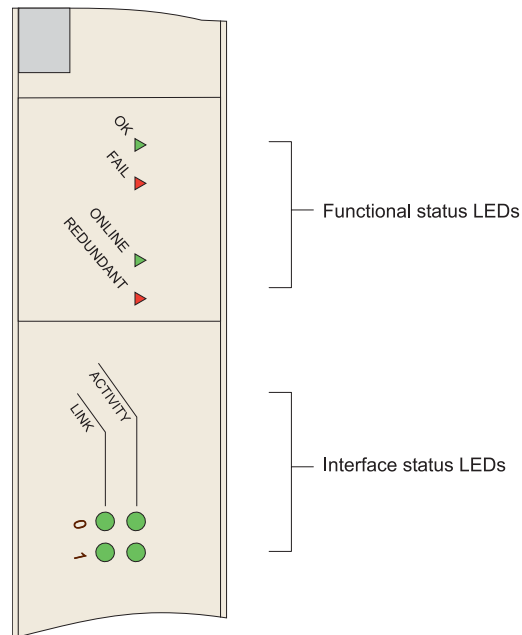 OK
FAIL
ONLINE
REDUNDANT
Functional status LEDs
ACTIVITY
LINK
Interface status LEDs
0
1